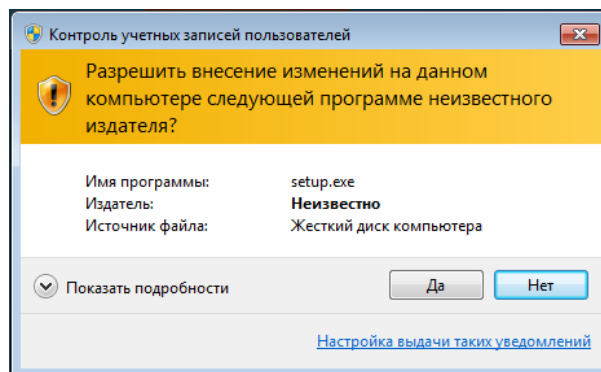 Контроль учетных записей пользователей
Разрешить внесение изменений на данном
компьютере следующей программе неизвестного
издателя?
Имя программы: setup.exe
Издатель: Неизвестно
Источник файла: Жесткий диск компьютера
Показать подробности Да Нет
Настройка выдачи таких уведомлений